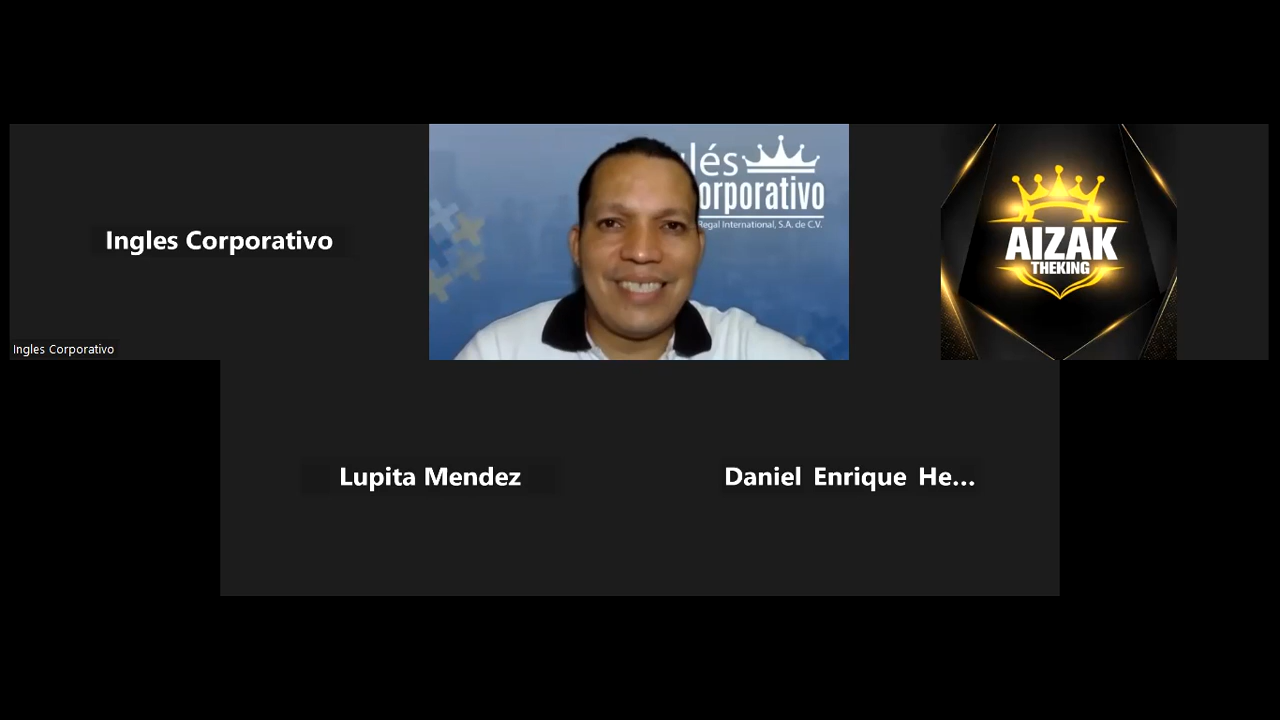 Ingles Corporativo
Ingles Corporativo
lés
orporativo
Regal International, S.A. de C.V.
AIZAK
THEKING
Lupita Mendez
Daniel Enrique He...